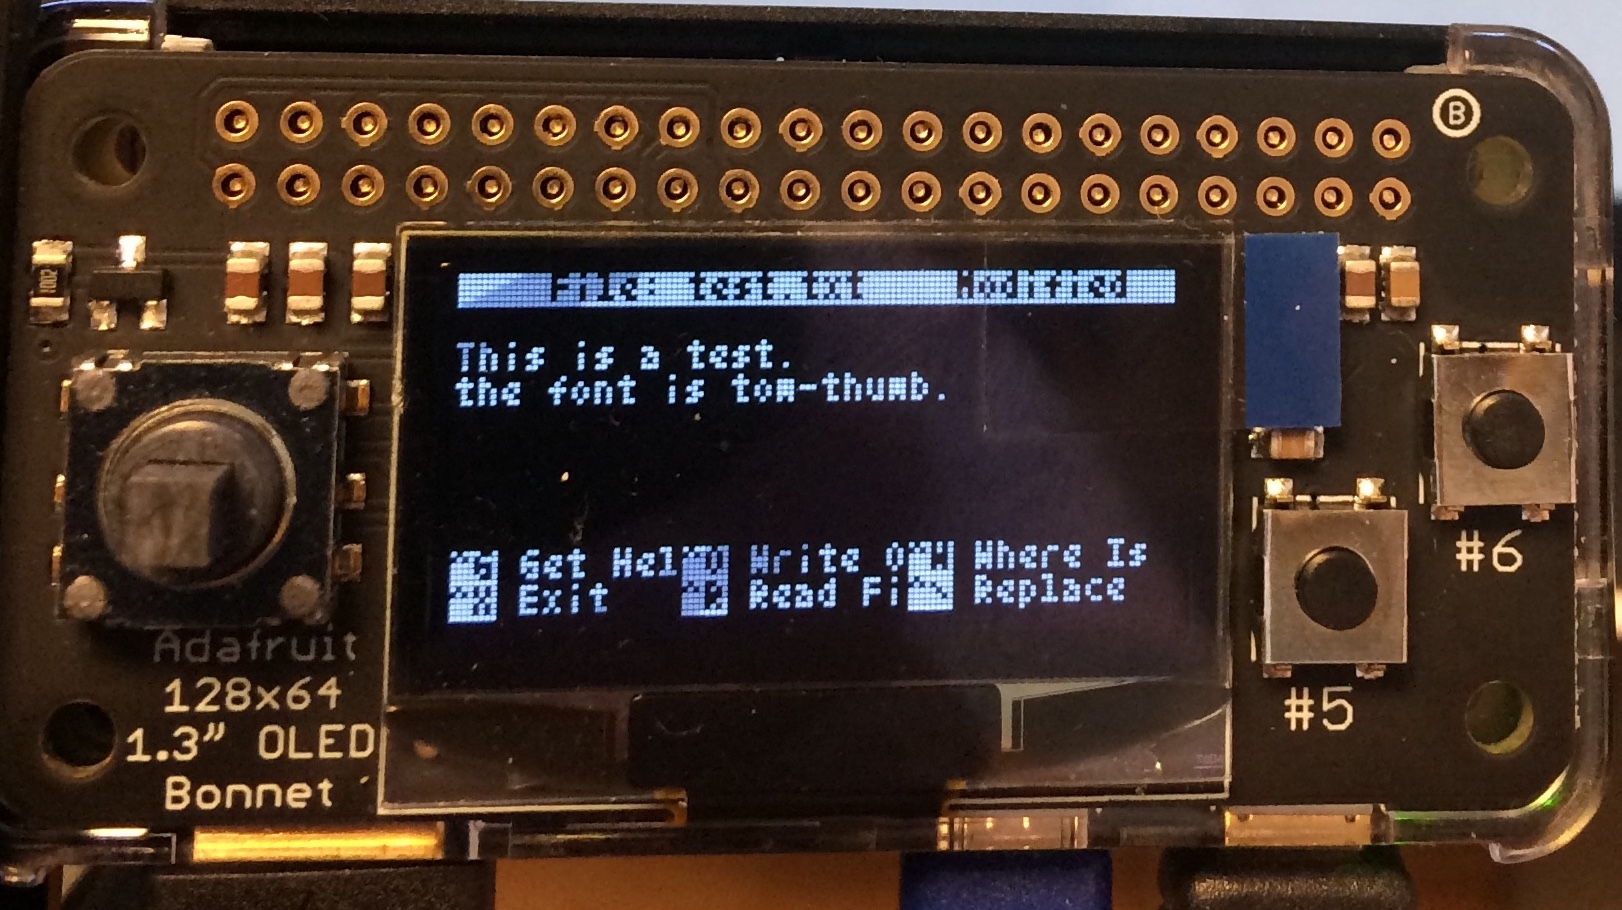 B
File: test.txt Modified
This is a test.
the font is tom-thumb.
^G Get Hel ^O Write O ^W Where Is
^X Exit Read Fi ^\ Replace
#6
#5
Adafruit
128x64
1.3" OLED
Bonnet